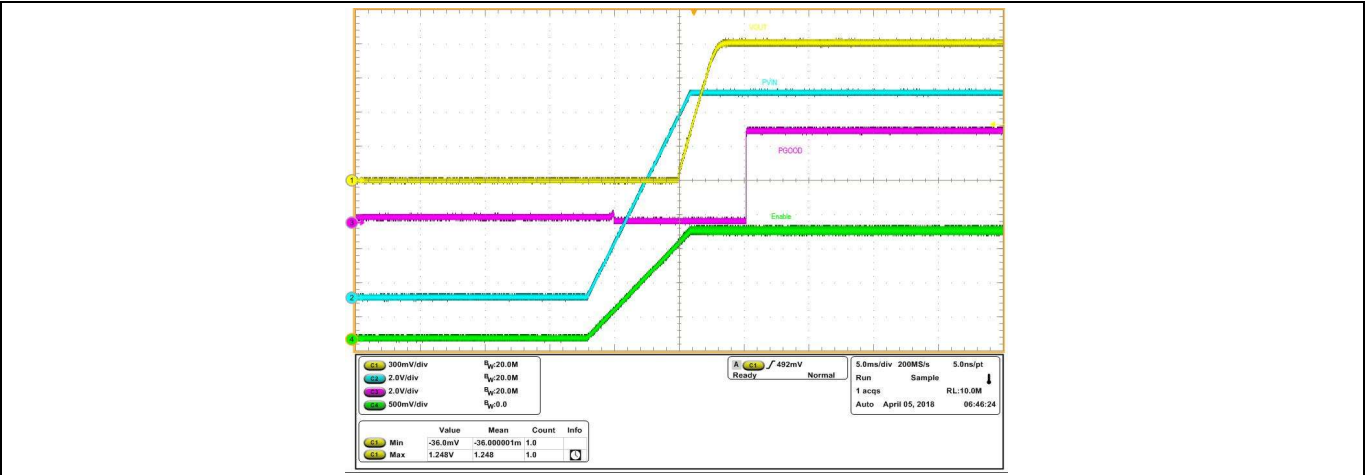 VOUT
PVIN
1
PGOOD
3
Enable
2
4
C1 300mV/div BW:20.0M
C2 2.0V/div BW:20.0M
C3 2.0V/div BW:20.0M
C4 500mV/div BW:0.0
A C1 492mV
Ready Normal
5.0ms/div 200MS/s 5.0ns/pt
Run Sample
1 acqs RL:10.0M
Auto April 05, 2018 06:46:24
Value Mean Count Info
C1 Min -36.0mV -36.000001m 1.0
C1 Max 1.248V 1.248 1.0